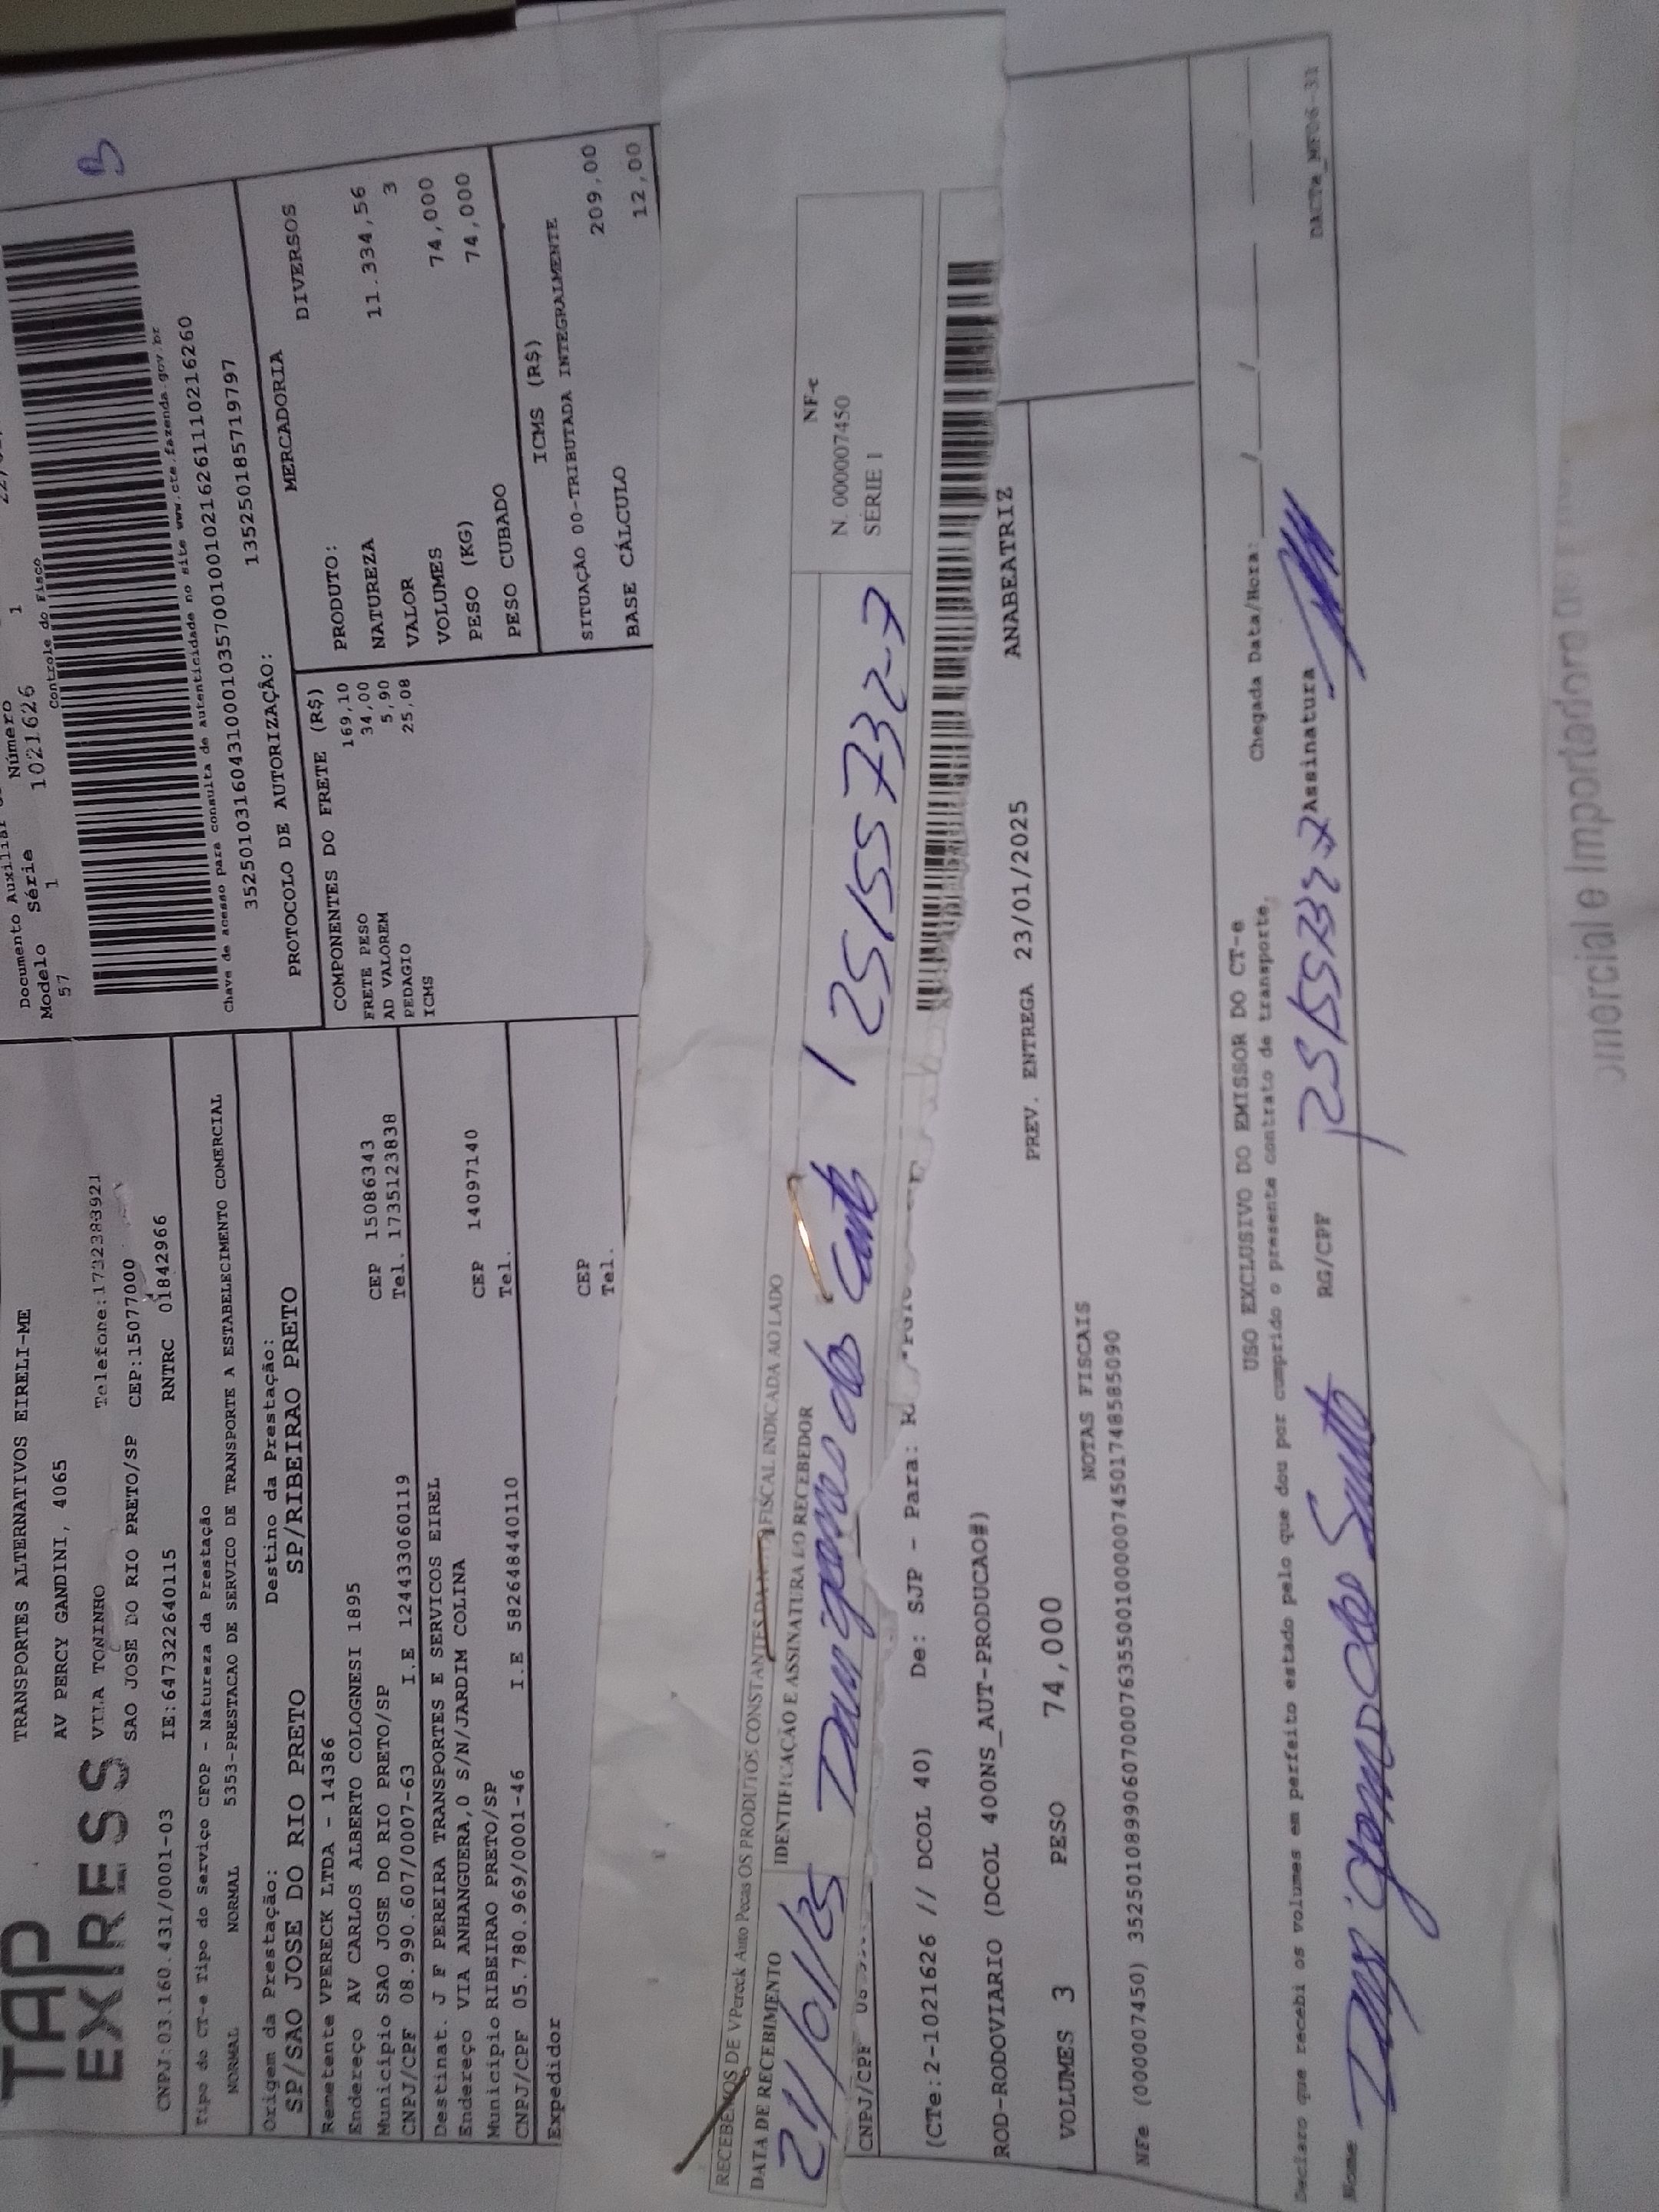 TAP
EXPRESS
TRANSPORTES ALTERNATIVOS EIRELI-ME
AV PERCY GANDINI, 4065
VILA TONINHO Telefone:1732383921
SAO JOSE DO RIO PRETO/SP CEP:15077000
CNPJ:03.160.431/0001-03 IE:647322640115 RNTRC 01842966
Tipo do CT-e Tipo do Serviço CFOP - Natureza da Prestação
NORMAL NORMAL 5353-PRESTACAO DE SERVICO DE TRANSPORTE A ESTABELECIMENTO COMERCIAL
Origem da Prestação: Destino da Prestação:
SP/SAO JOSE DO RIO PRETO SP/RIBEIRAO PRETO
Remetente VPERECK LTDA - 14386
Endereço AV CARLOS ALBERTO COLOGNESI 1895
Município SAO JOSE DO RIO PRETO/SP CEP 15086343
CNPJ/CPF 08.990.607/0007-63 I.E 124433060119 Tel. 173512383​8
Destinat. J F PEREIRA TRANSPORTES E SERVICOS EIREL
Endereço VIA ANHANGUERA,0 S/N/JARDIM COLINA
Município RIBEIRAO PRETO/SP CEP 14097140
CNPJ/CPF 05.780.969/0001-46 I.E 582648440110 Tel.
Expedidor
CEP
Tel.
Documento Auxiliar
Modelo Série Número
57 1 1021626 1
Controle do Fisco
Chave de acesso para consulta de autenticidade no site www.cte.fazenda.gov.br
35250103160431000103570010010216261110216260
PROTOCOLO DE AUTORIZAÇÃO: 135250185719797
COMPONENTES DO FRETE (R$)
FRETE PESO 169,10
AD VALOREM 34,00
PEDAGIO 5,90
ICMS 25,08
MERCADORIA
PRODUTO: DIVERSOS
NATUREZA
VALOR 11.334,56
VOLUMES 3
PESO (KG) 74,000
PESO CUBADO 74,000
ICMS (R$)
SITUAÇÃO 00-TRIBUTADA INTEGRALMENTE
BASE CÁLCULO 209,00
12,00
RECEBEMOS DE VPereck Auto Pecas OS PRODUTOS CONSTANTES DA NOTA FISCAL INDICADA AO LADO
DATA DE RECEBIMENTO IDENTIFICAÇÃO E ASSINATURA DO RECEBEDOR
24/01/25 1 25155732-7
NF-e
N. 000007450
SÉRIE 1
CNPJ/CPF
(CTe:2-1021626 // DCOL 40) De: SJP - Para:
ROD-RODOVIARIO (DCOL 400NS_AUT-PRODUCAO#) ANABEATRIZ
PREV. ENTREGA 23/01/2025
VOLUMES 3 PESO 74,000
NOTAS FISCAIS
NFe (000007450) 35250108990607000763550010000074501748585090
USO EXCLUSIVO DO EMISSOR DO CT-e
Declaro que recebi os volumes em perfeito estado pelo que dou por cumprido o presente contrato de transporte.
Chegada Data/Hora:
Nome RG/CPF Assinatura
DACTe_MF06-31
omercial e Importadora